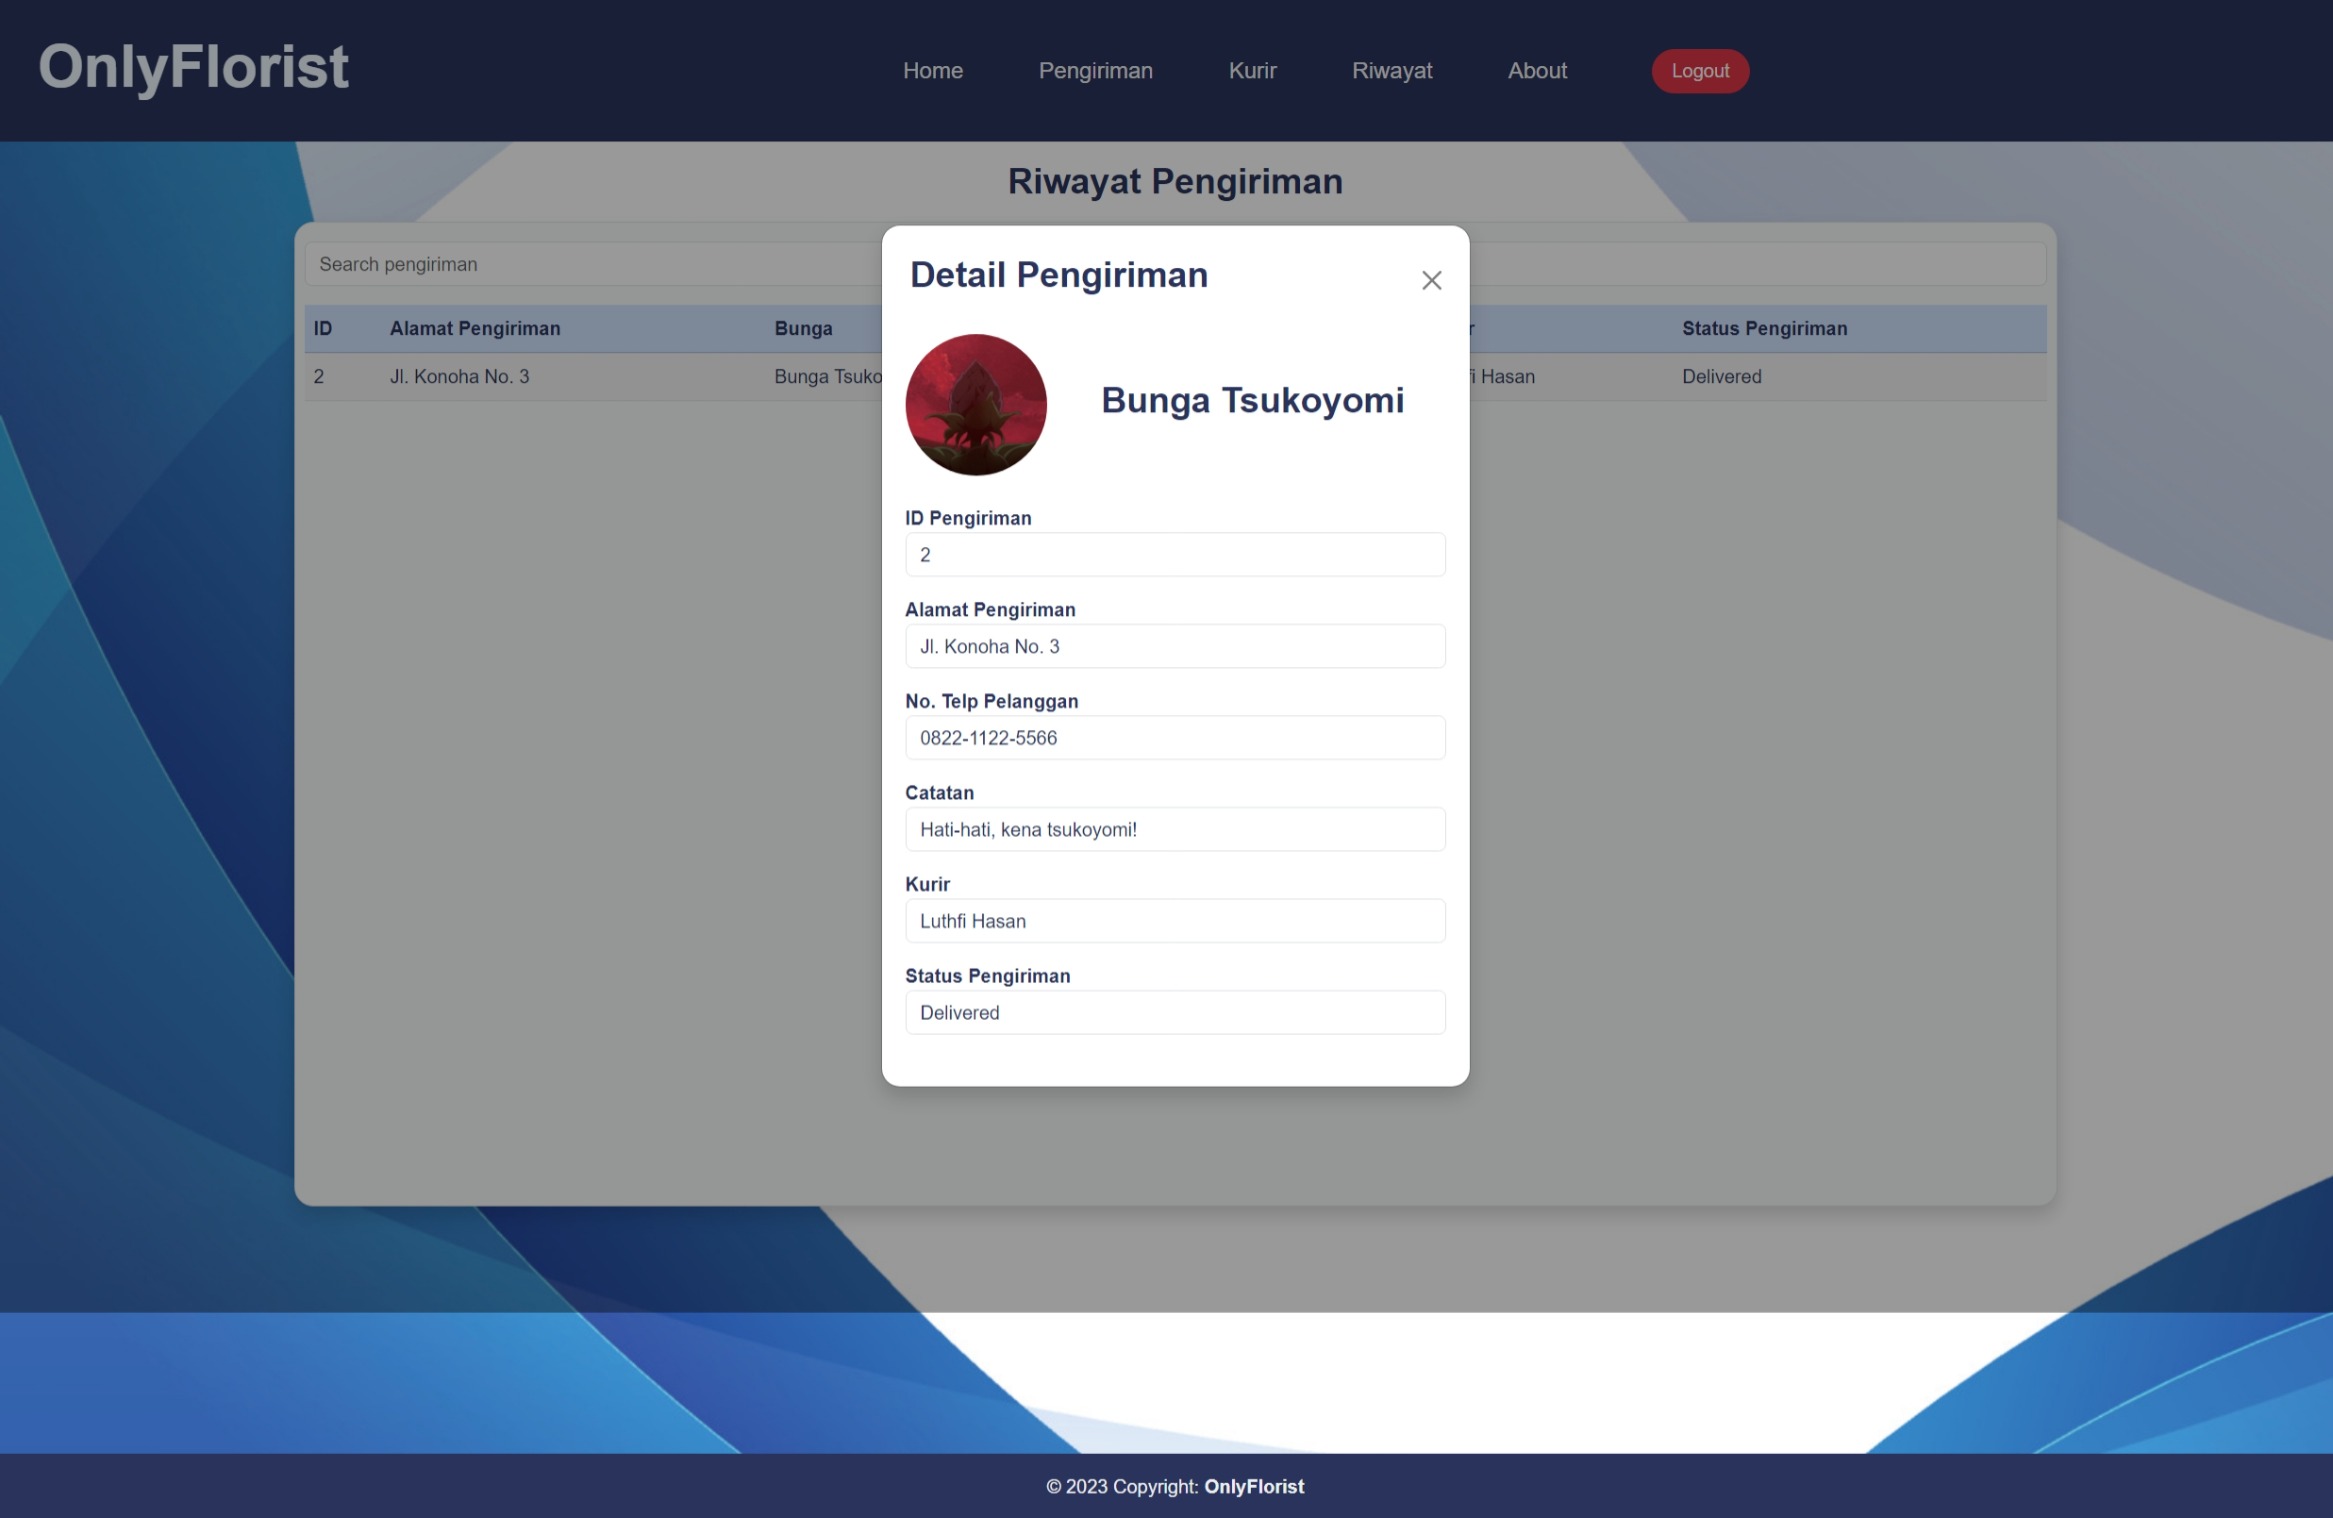 OnlyFlorist
Home Pengiriman Kurir Riwayat About Logout
Riwayat Pengiriman
Search pengiriman
ID Alamat Pengiriman Bunga Status Pengiriman
2 Jl. Konoha No. 3 Bunga Hasan Delivered
Detail Pengiriman
Bunga Tsukoyomi
ID Pengiriman
2
Alamat Pengiriman
Jl. Konoha No. 3
No. Telp Pelanggan
0822-1122-5566
Catatan
Hati-hati, kena tsukoyomi!
Kurir
Luthfi Hasan
Status Pengiriman
Delivered
© 2023 Copyright: OnlyFlorist